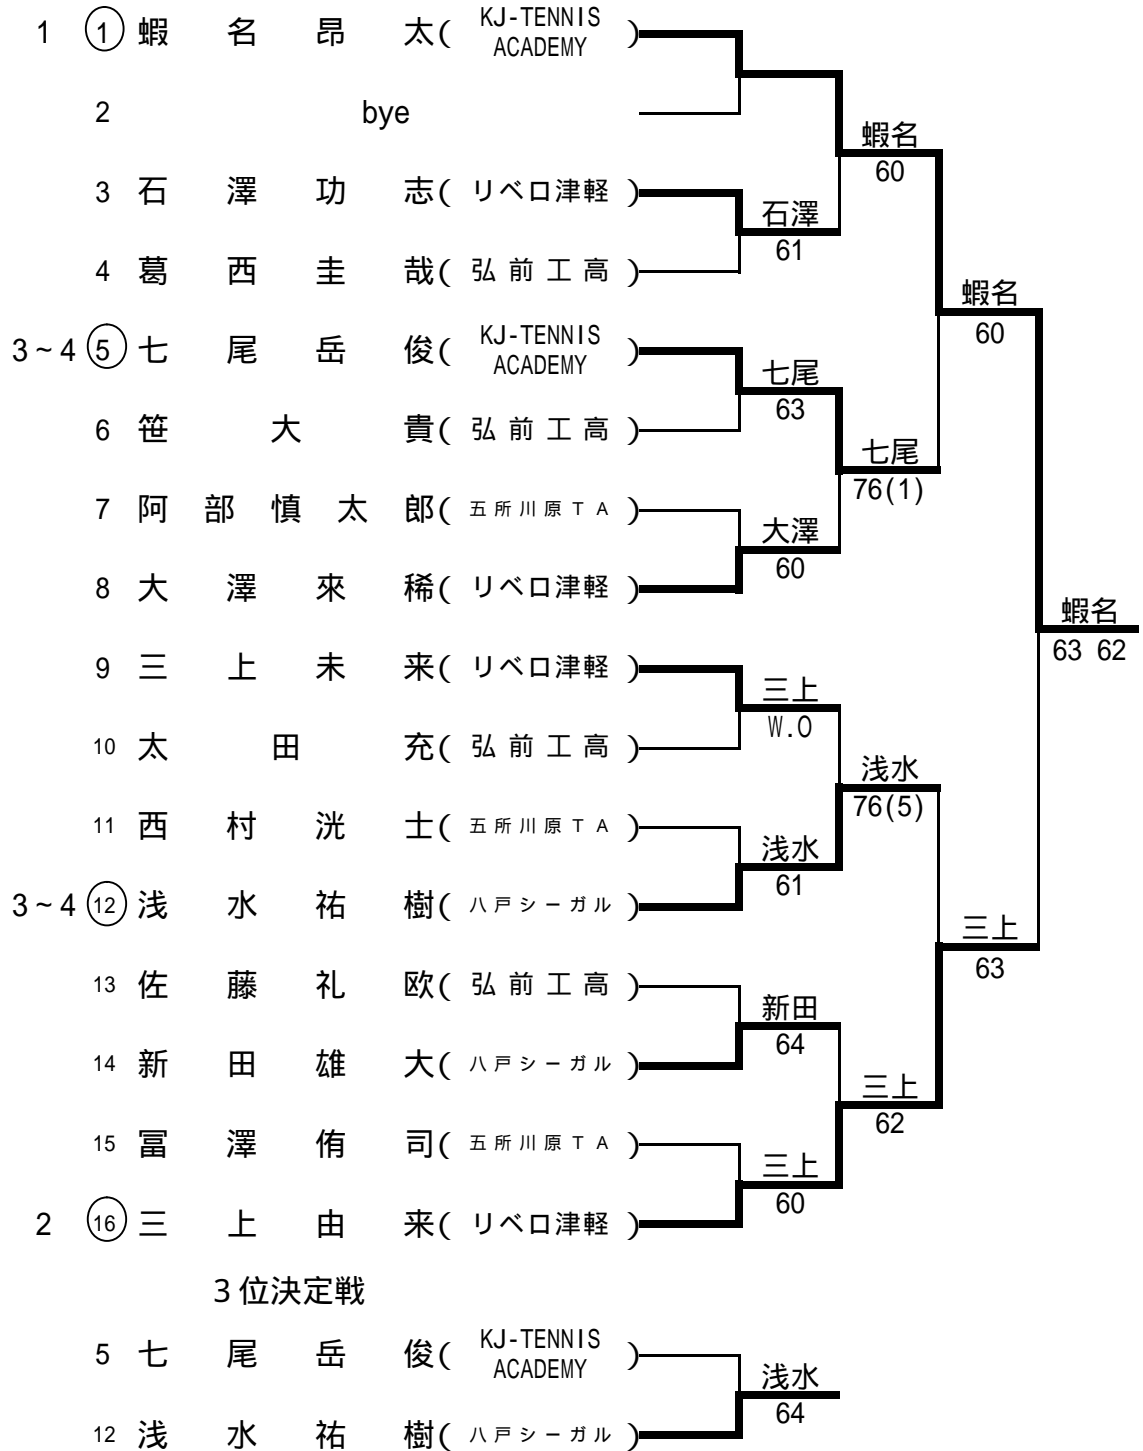 1 ① 蝦名昂太( KJ-TENNIS ACADEMY )
2 bye
蝦名
60
3 石澤功志( リベロ津軽 )
石澤
61
4 葛西圭哉( 弘前工高 )
蝦名
60
3~4 ⑤ 七尾岳俊( KJ-TENNIS ACADEMY )
七尾
63
6 笹大貴( 弘前工高 )
七尾
76(1)
7 阿部慎太郎( 五所川原TA )
大澤
60
8 大澤來稀( リベロ津軽 )
蝦名
63 62
9 三上未来( リベロ津軽 )
三上
W.O
10 太田充( 弘前工高 )
浅水
76(5)
11 西村洸士( 五所川原TA )
浅水
61
3~4 ⑫ 浅水祐樹( 八戸シーガル )
三上
63
13 佐藤礼欧( 弘前工高 )
新田
64
14 新田雄大( 八戸シーガル )
三上
62
15 冨澤侑司( 五所川原TA )
三上
60
2 ⑯ 三上由来( リベロ津軽 )
3位決定戦
5 七尾岳俊( KJ-TENNIS ACADEMY )
浅水
64
12 浅水祐樹( 八戸シーガル )